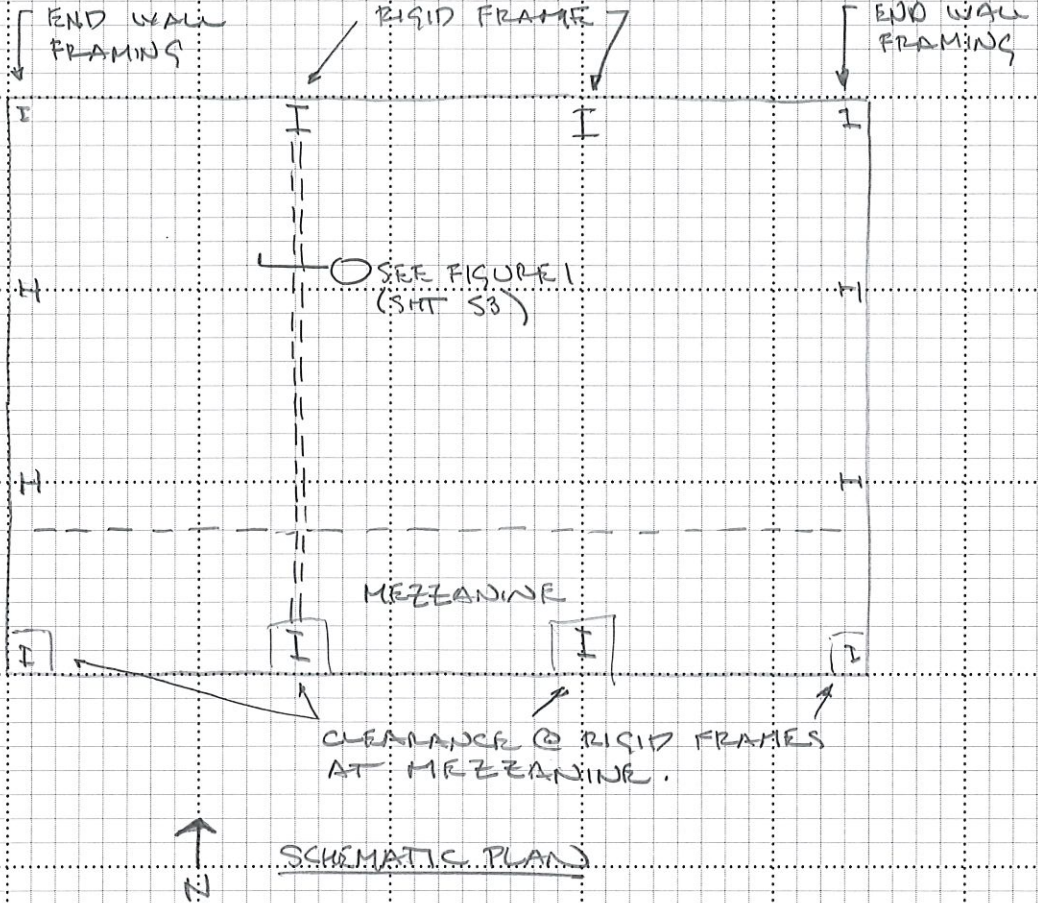 END WALL
FRAMING
RIGID FRAME
END WALL
FRAMING
SEE FIGURE 1
(SHT S3)
MEZZANINE
CLEARANCE @ RIGID FRAMES
AT MEZZANINE.
N
SCHEMATIC PLAN